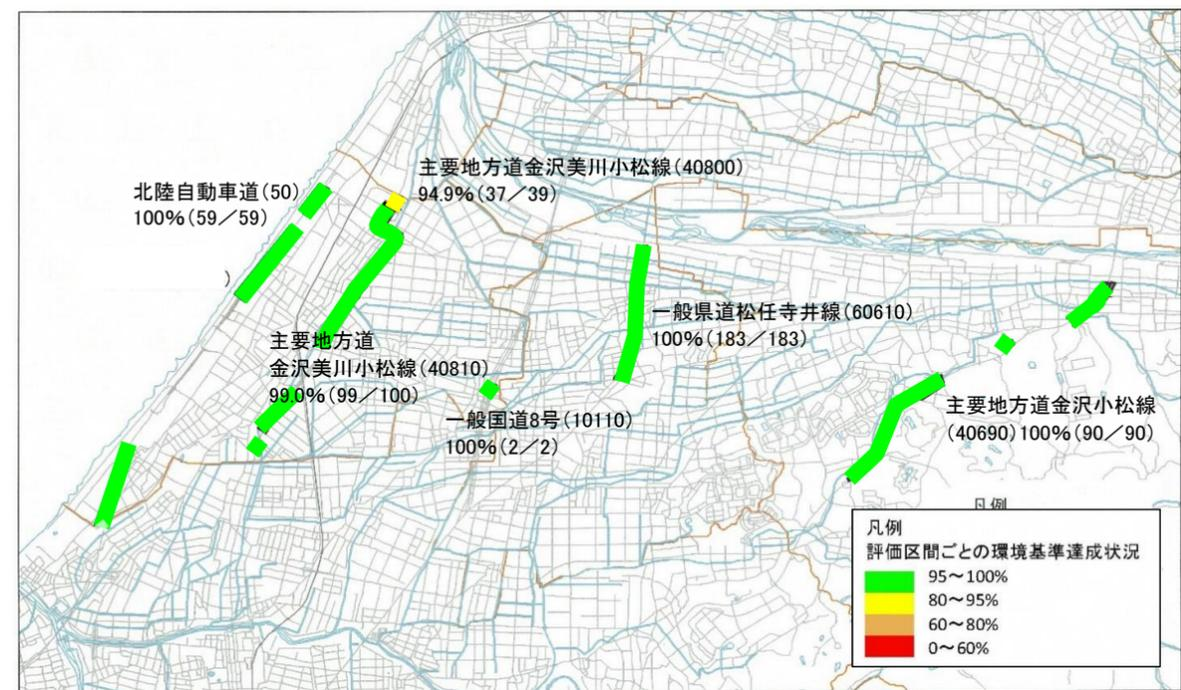 主要地方道金沢美川小松線(40800)
94.9%(37／39)
北陸自動車道(50)
100%(59／59)
)
一般県道松任寺井線(60610)
100%(183／183)
主要地方道
金沢美川小松線(40810)
99.0%(99／100)
一般国道8号(10110)
100%(2／2)
主要地方道金沢小松線
(40690)100%(90／90)
凡例
凡例
評価区間ごとの環境基準達成状況
95～100%
80～95%
60～80%
0～60%